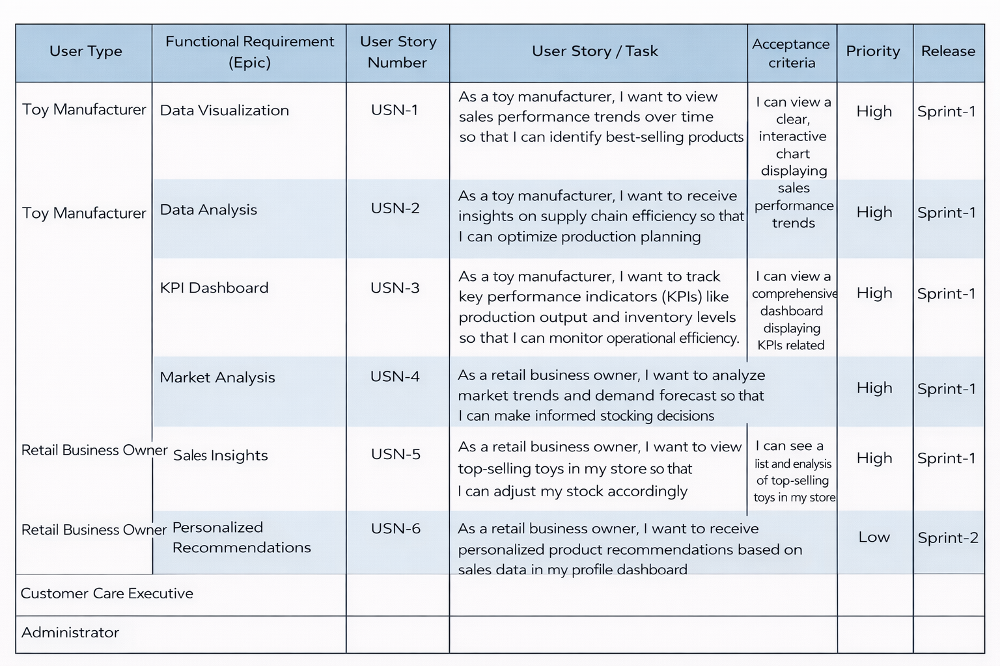 User Type
Functional Requirement
(Epic)
User Story
Number
User Story / Task
Acceptance
criteria
Priority
Release
Toy Manufacturer
Data Visualization
USN-1
As a toy manufacturer, I want to view
sales performance trends over time
so that I can identify best-selling products
I can view a
clear,
interactive
chart
displaying
sales
performance
trends
High
Sprint-1
Toy Manufacturer
Data Analysis
USN-2
As a toy manufacturer, I want to receive
insights on supply chain efficiency so that
I can optimize production planning
High
Sprint-1
KPI Dashboard
USN-3
As a toy manufacturer, I want to track
key performance indicators (KPIs) like
production output and inventory levels
so that I can monitor operational efficiency.
I can view a
comprehensive
dashboard
displaying
KPIs related
High
Sprint-1
Market Analysis
USN-4
As a retail business owner, I want to analyze
market trends and demand forecast so that
I can make informed stocking decisions
High
Sprint-1
Retail Business Owner
Sales Insights
USN-5
As a retail business owner, I want to view
top-selling toys in my store so that
I can adjust my stock accordingly
I can see a
list and enalysis
of top-selling
toys in my store
High
Sprint-1
Retail Business Owner
Personalized
Recommendations
USN-6
As a retail business owner, I want to receive
personalized product recommendations based on
sales data in my profile dashboard
Low
Sprint-2
Customer Care Executive
Administrator